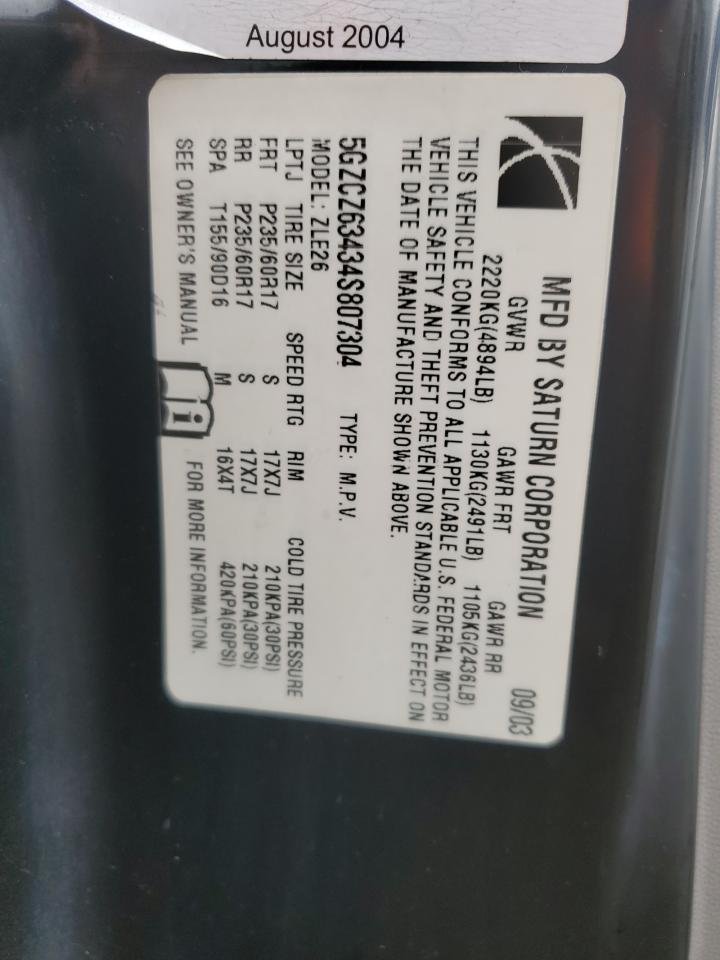 August 2004
MFD BY SATURN CORPORATION 09/03
GVWR GAWR FRT GAWR RR
2220KG(4894LB) 1130KG(2491LB) 1105KG(2436LB)
THIS VEHICLE CONFORMS TO ALL APPLICABLE U.S. FEDERAL MOTOR
VEHICLE SAFETY AND THEFT PREVENTION STANDARDS IN EFFECT ON
THE DATE OF MANUFACTURE SHOWN ABOVE.
5GZCZ63434S807304 TYPE: M.P.V.
MODEL: ZLE26
LPTJ TIRE SIZE SPEED RTG RIM COLD TIRE PRESSURE
FRT P235/60R17 S 17X7J 210KPA(30PSI)
RR P235/60R17 S 17X7J 210KPA(30PSI)
SPA T155/90D16 M 16X4T 420KPA(60PSI)
SEE OWNER'S MANUAL FOR MORE INFORMATION.